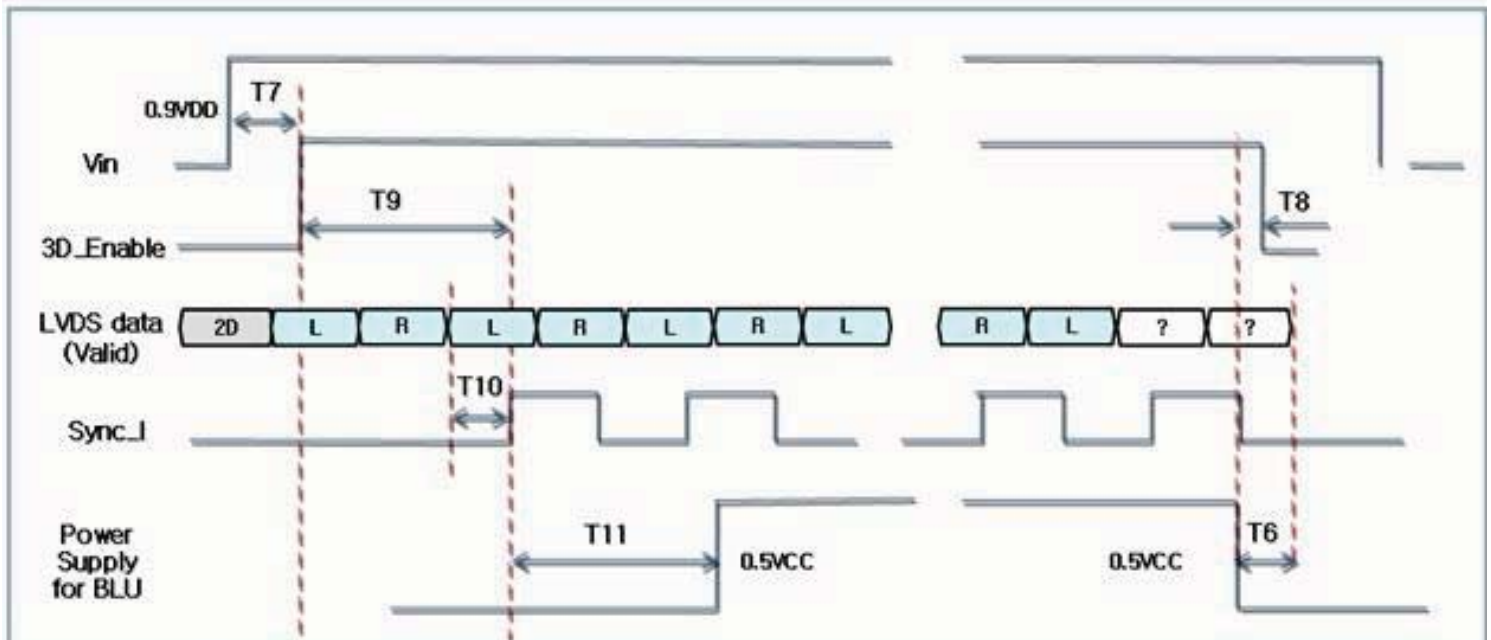 T7
0.9VDD
Vin
T9
T8
3D_Enable
LVDS data
(Valid)
2D L R L R L R L R L ? ?
T10
Sync_I
Power
Supply
for BLU
T11
0.5VCC
0.5VCC
T6